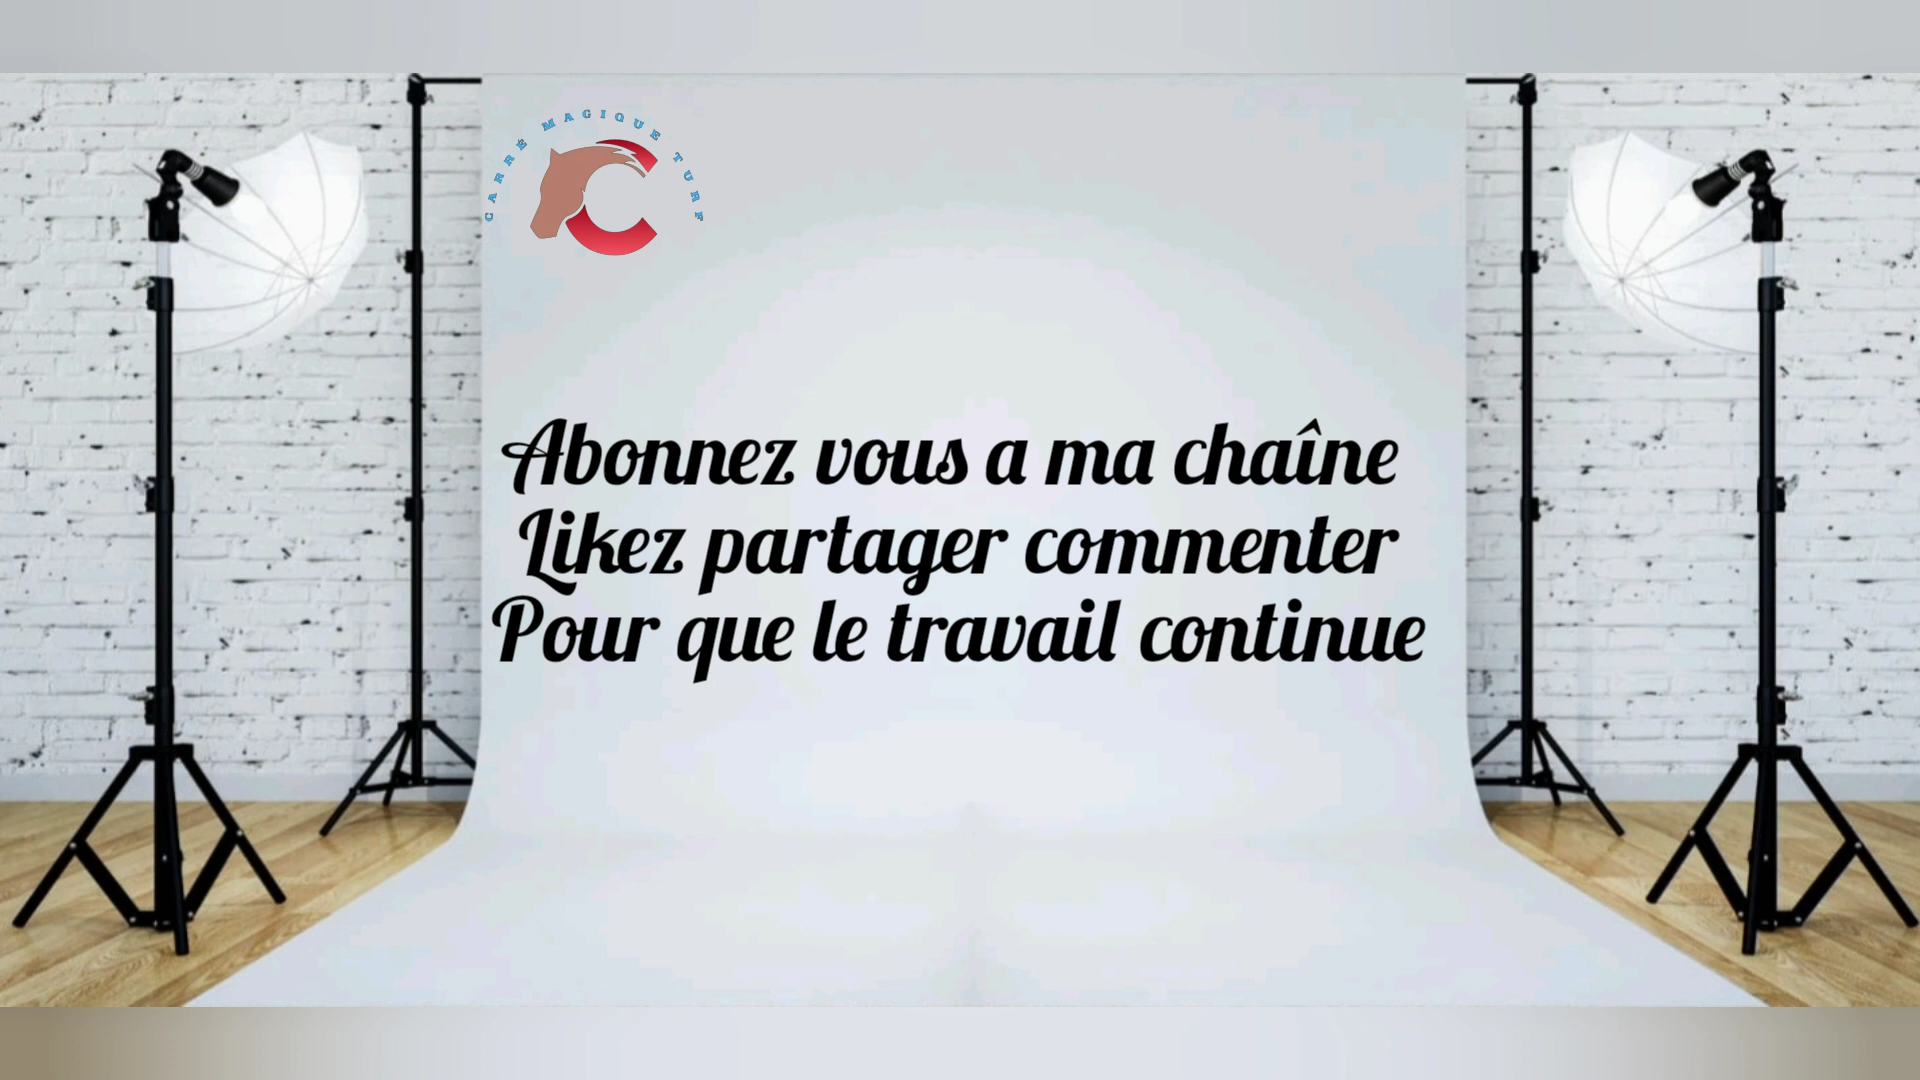 CARRÉ MAGIQUE TURF
Abonnez vous a ma chaîne
Likez partager commenter
Pour que le travail continue